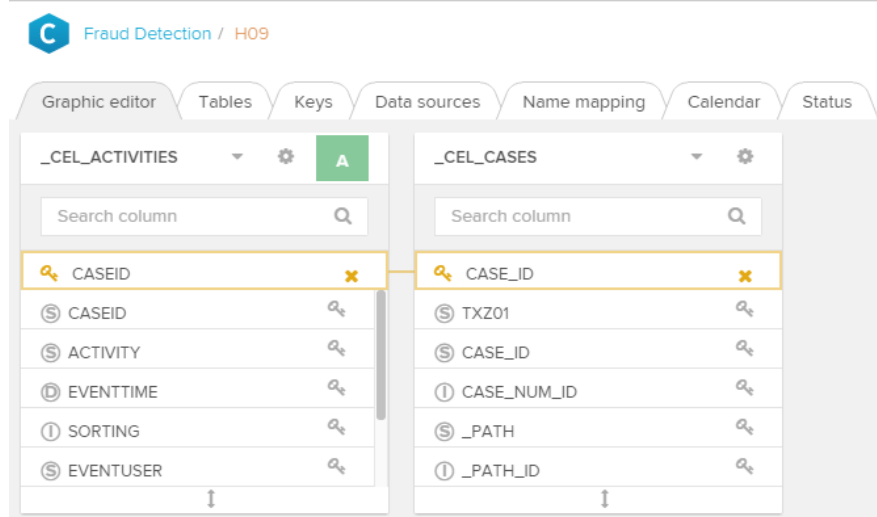 C Fraud Detection / H09
Graphic editor Tables Keys Data sources Name mapping Calendar Status
_CEL_ACTIVITIES A _CEL_CASES
Search column Search column
CASEID CASE_ID
S CASEID S TXZ01
S ACTIVITY S CASE_ID
D EVENTTIME I CASE_NUM_ID
I SORTING S _PATH
S EVENTUSER I _PATH_ID